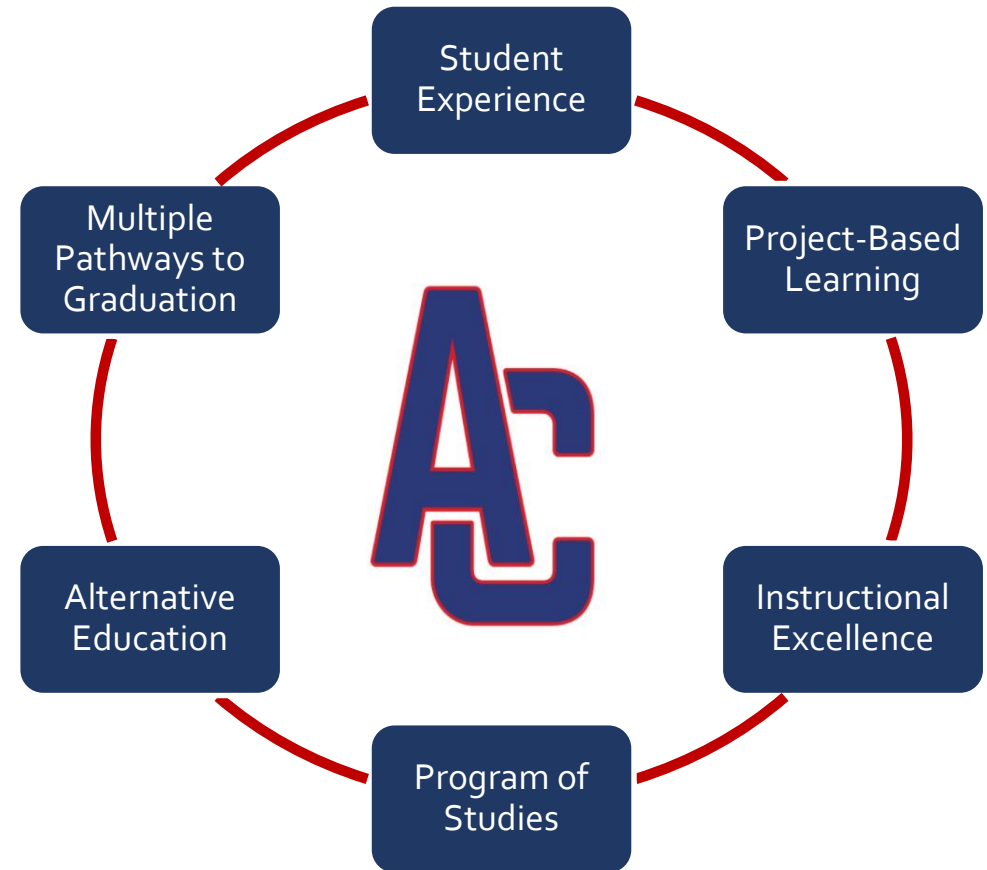 Student
Experience
Project-Based
Learning
Instructional
Excellence
Program of
Studies
Alternative
Education
Multiple
Pathways to
Graduation
AC